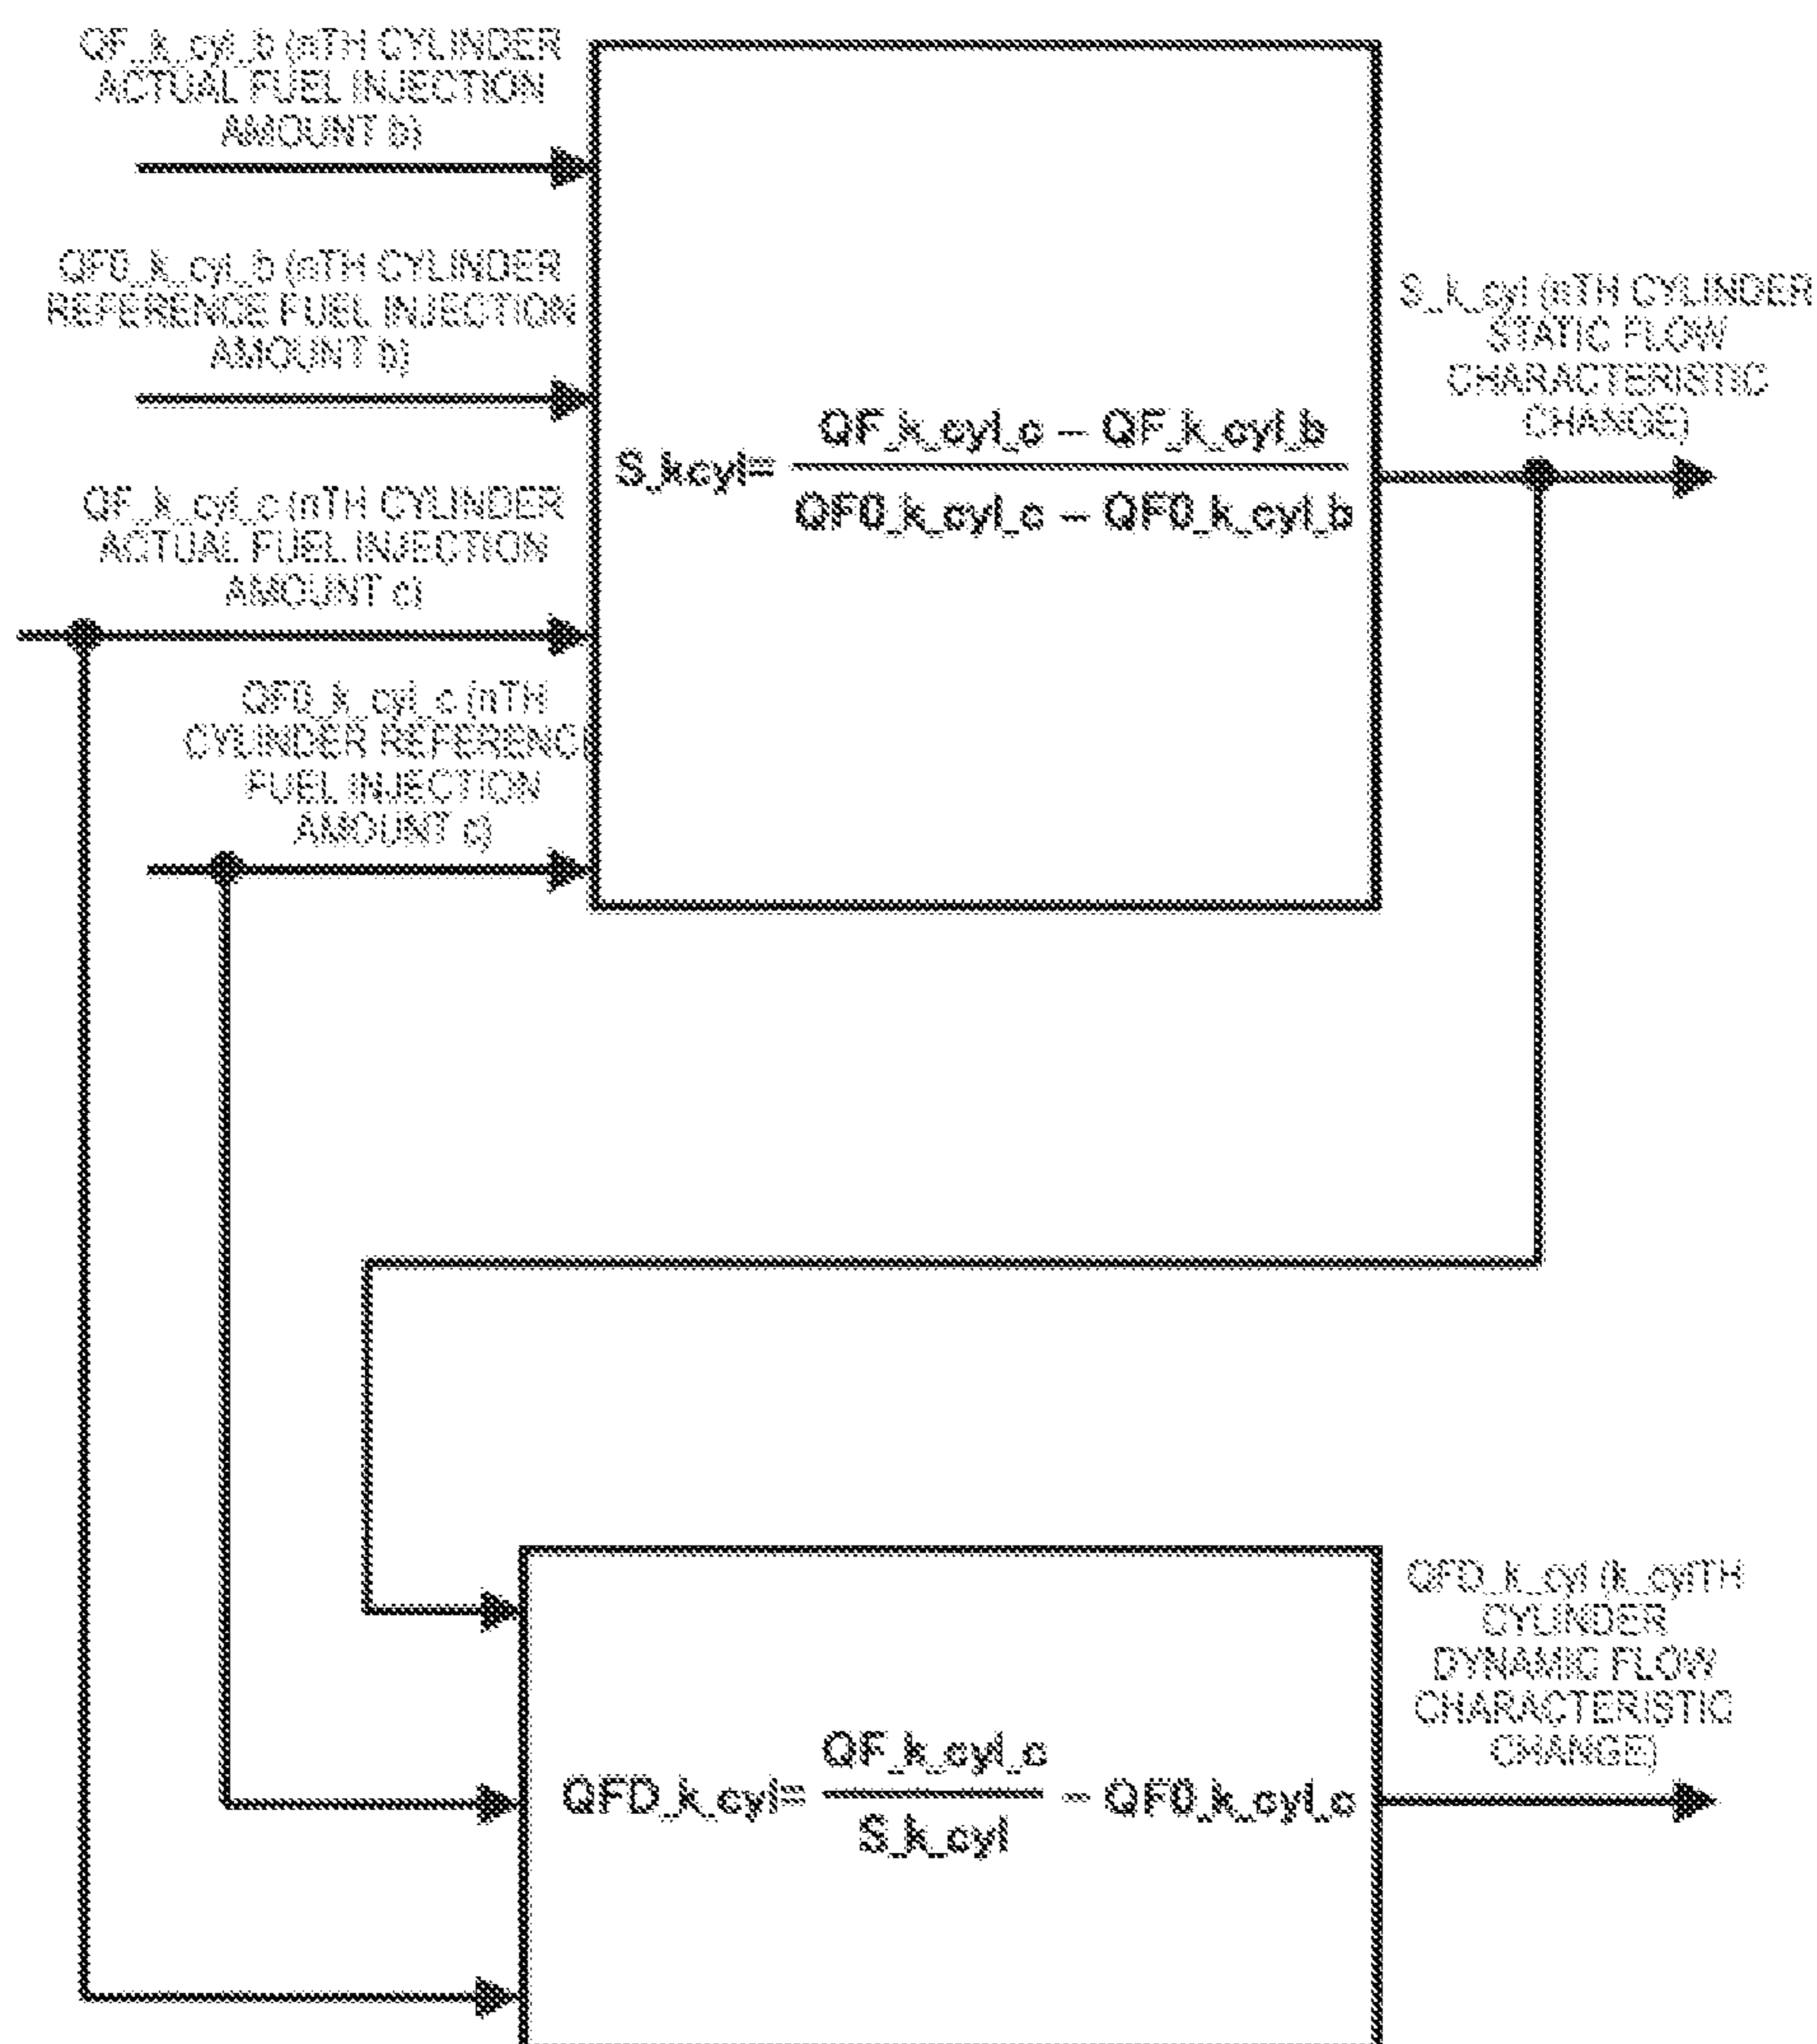 QF_k_cyl_b (nTH CYLINDER
ACTUAL FUEL INJECTION
AMOUNT b)
QF0_k_cyl_b (nTH CYLINDER
REFERENCE FUEL INJECTION
AMOUNT b)
QF_k_cyl_c (nTH CYLINDER
ACTUAL FUEL INJECTION
AMOUNT c)
QF0_k_cyl_c (nTH
CYLINDER REFERENCE
FUEL INJECTION
AMOUNT c)
S_kcyl= QF_k_cyl_c – QF_k_cyl_b
QF0_k_cyl_c – QF0_k_cyl_b
S_k_cyl (nTH CYLINDER
STATIC FLOW
CHARACTERISTIC
CHANGE)
QFD_k_cyl= QF_k_cyl_c
S_k_cyl
– QF0_k_cyl_c
QFD_k_cyl (k_cylTH
CYLINDER
DYNAMIC FLOW
CHARACTERISTIC
CHANGE)